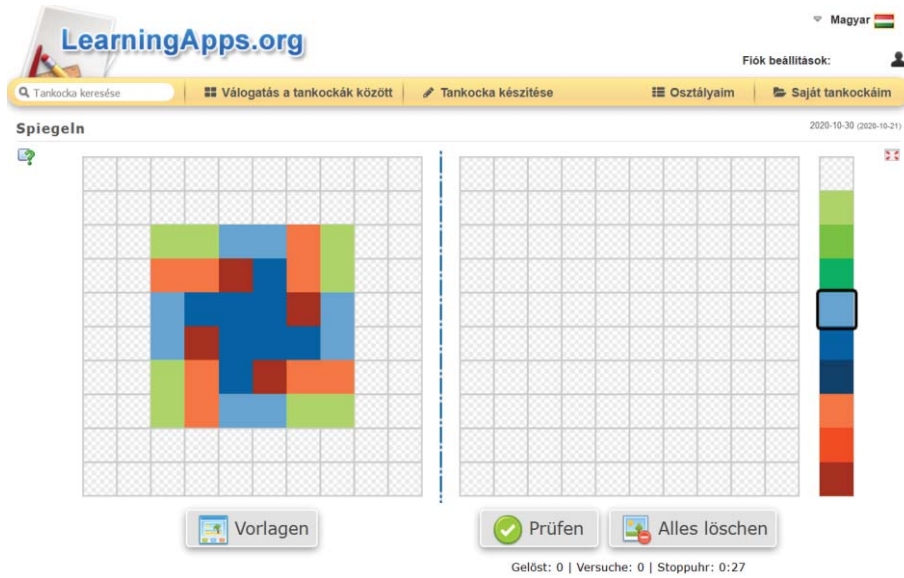 LearningApps.org
Magyar
Fiók beállítások:
Tankocka keresése
Válogatás a tankockák között
Tankocka készítése
Osztályaim
Saját tankockáim
Spiegeln
2020-10-30 (2020-10-21)
Vorlagen
Prüfen
Alles löschen
Gelöst: 0 | Versuche: 0 | Stoppuhr: 0:27